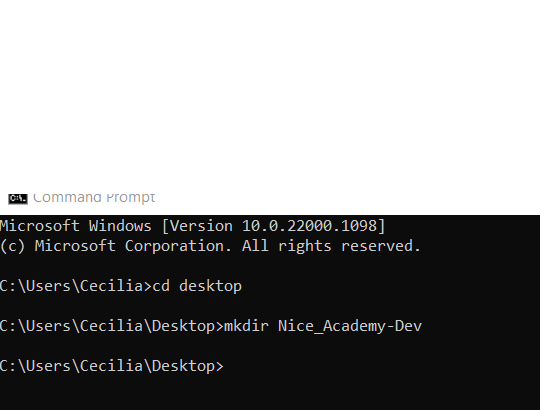 C:\. Command Prompt
Microsoft Windows [Version 10.0.22000.1098]
(c) Microsoft Corporation. All rights reserved.
C:\Users\Cecilia>cd desktop
C:\Users\Cecilia\Desktop>mkdir Nice_Academy-Dev
C:\Users\Cecilia\Desktop>